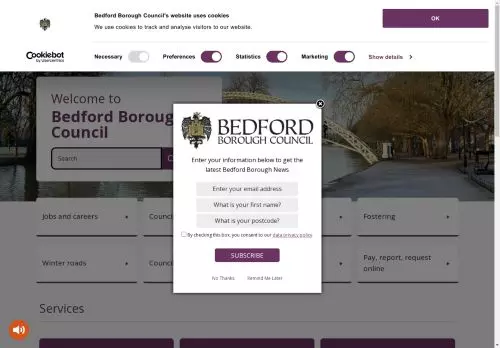 Bedford Borough Council's website uses cookies
We use cookies to track and analyse visitors to our website.
OK
Cookiebot
by Usercentrics
Necessary
Preferences
Statistics
Marketing
Show details
Welcome to
Bedford Borough
Council
Search
BEDFORD
BOROUGH COUNCIL
Enter your information below to get the
latest Bedford Borough News
Enter your email address
What is your first name?
What is your postcode?
By checking this box, you consent to our data privacy policy.
SUBSCRIBE
No Thanks
Remind Me Later
Jobs and careers
Fostering
Winter roads
Pay, report, request
online
Services